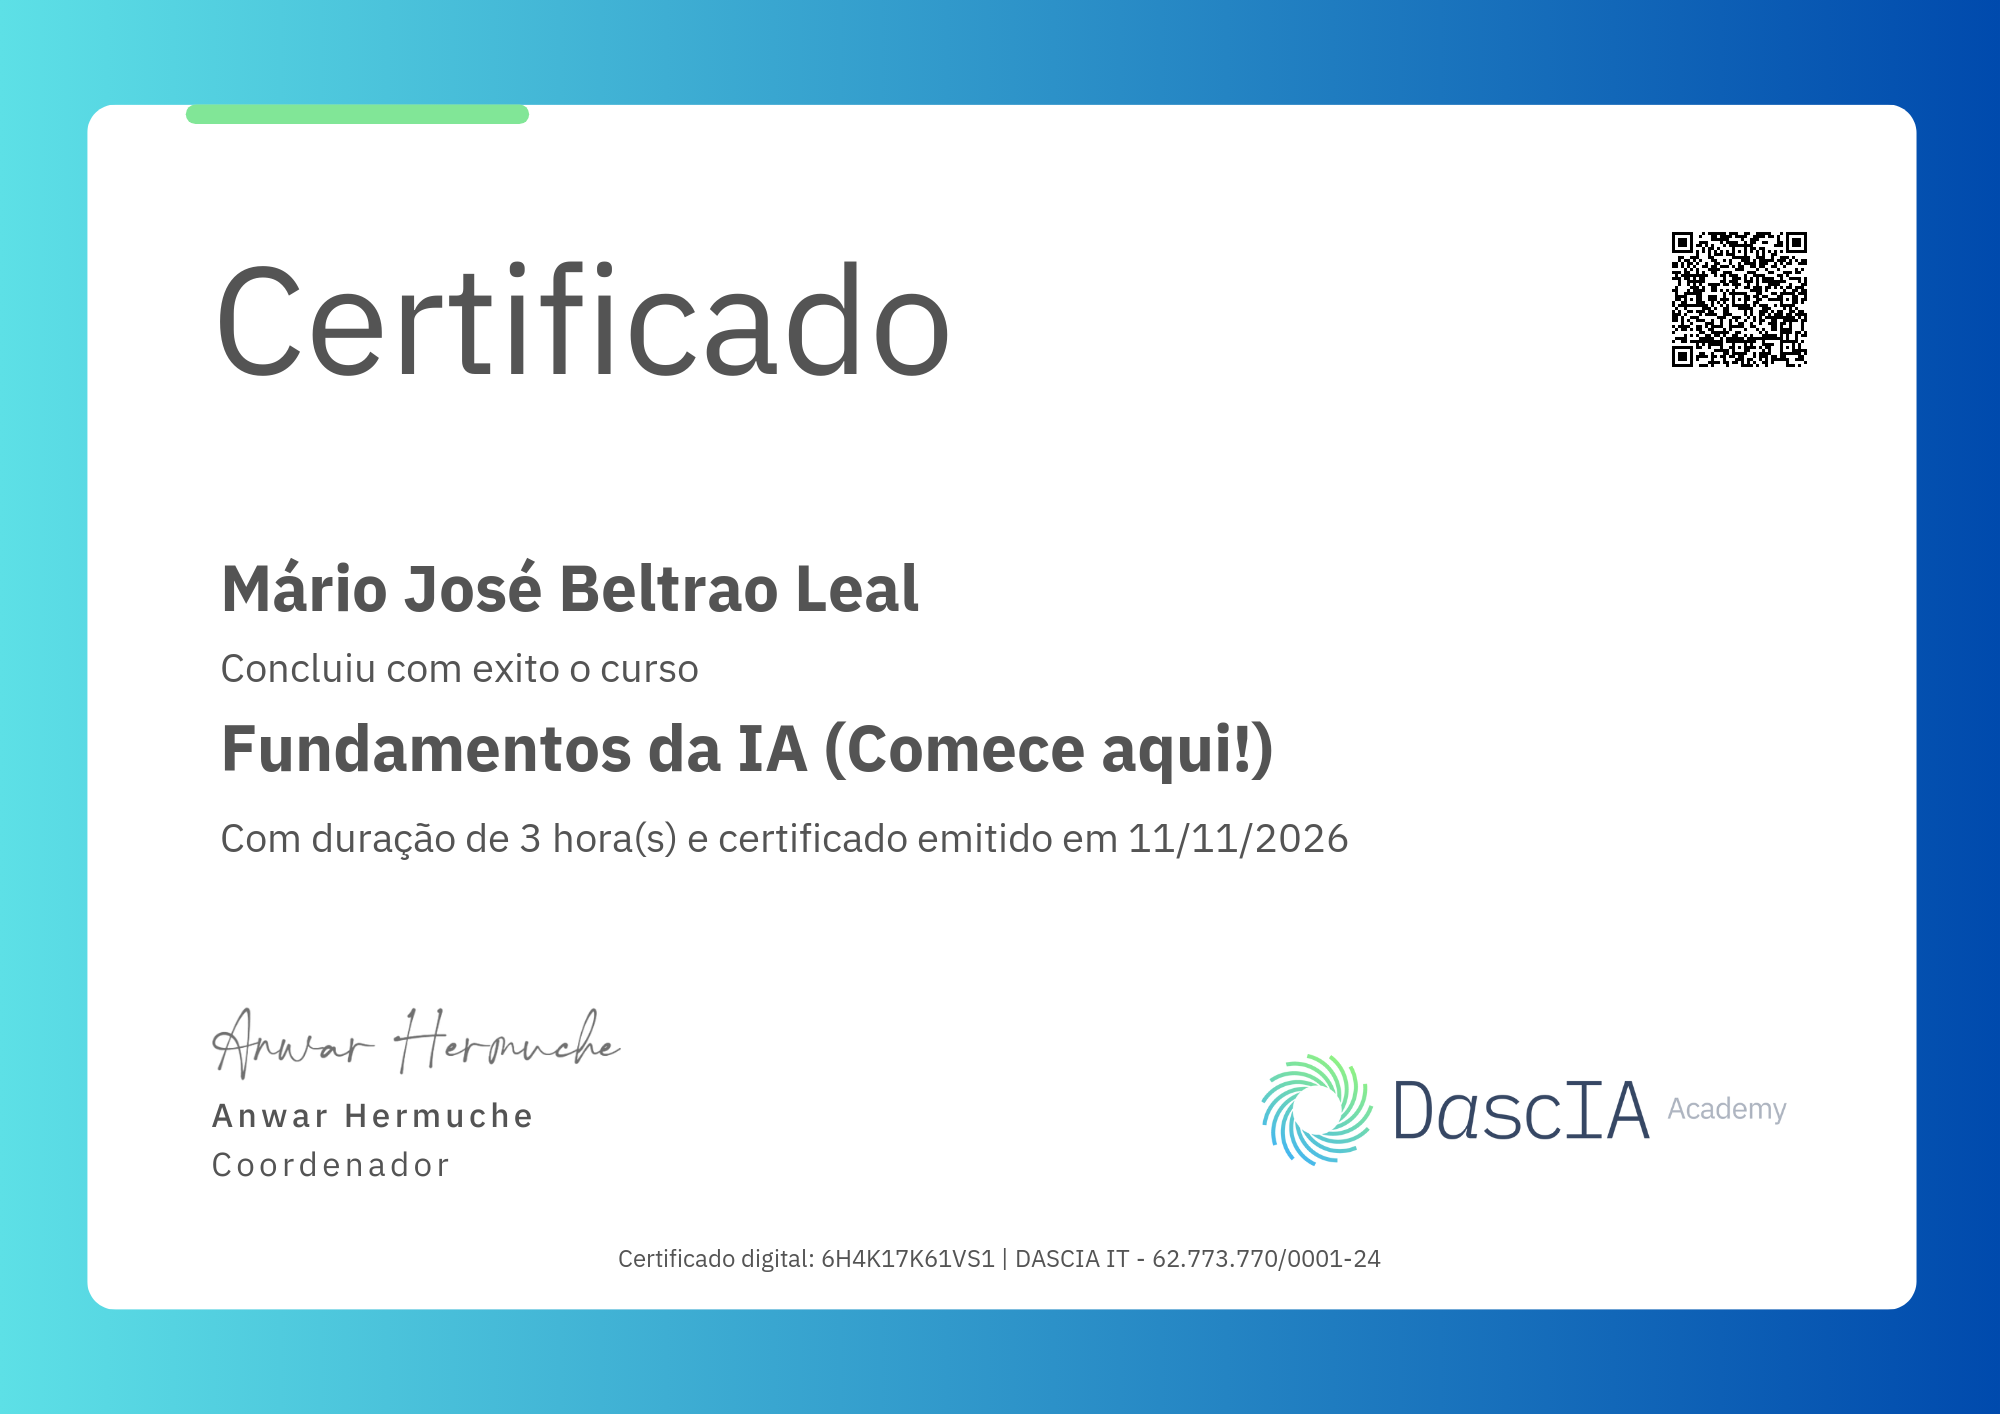 Certificado
Mário José Beltrao Leal
Concluiu com exito o curso
Fundamentos da IA (Comece aqui!)
Com duração de 3 hora(s) e certificado emitido em 11/11/2026
Anwar Hermuche
Anwar Hermuche
Coordenador
DascIA Academy
Certificado digital: 6H4K17K61VS1 | DASCIA IT - 62.773.770/0001-24